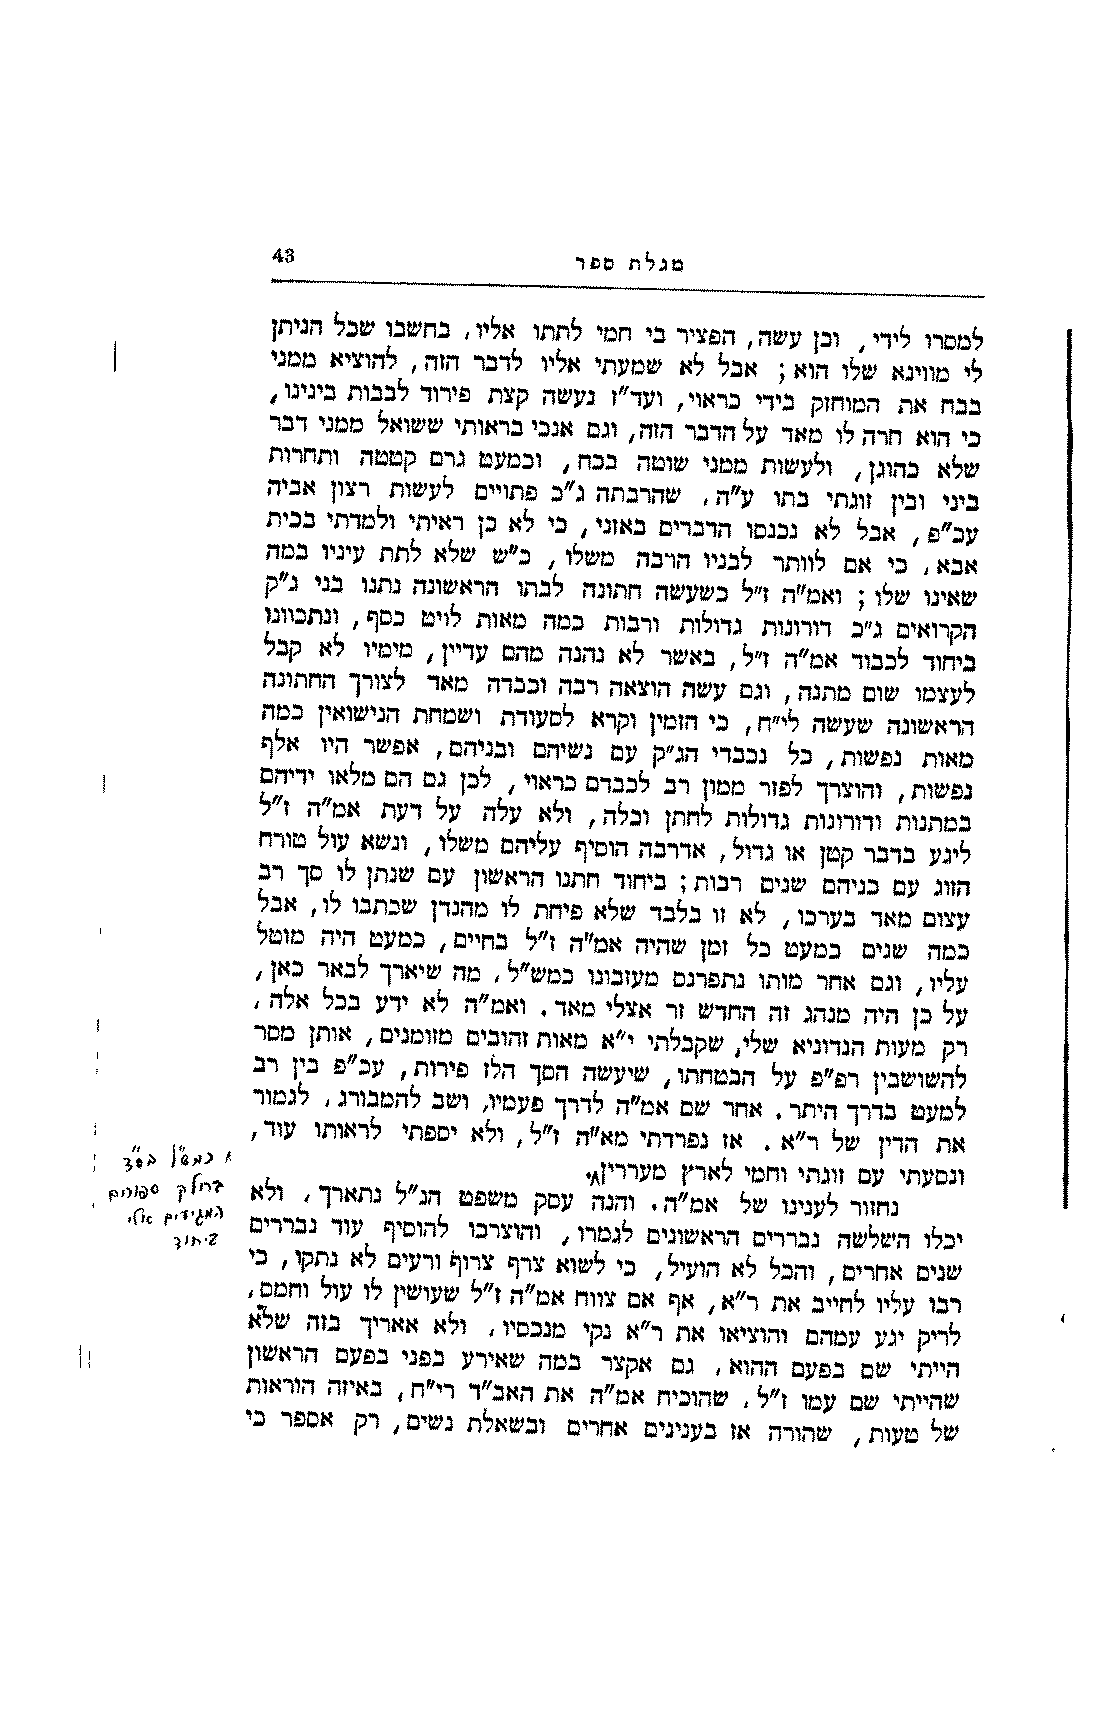 מגלת ספר 43
למסרו לידי, וכן עשה, הפציר בי חמי לתתו אליו, בחשבו שכל הניתן
לי מווינא שלו הוא; אבל לא שמעתי אליו לדבר הזה, להוציא ממני
בכח את המוחזק בידי כראוי, ועד"ז נעשה קצת פירוד לבבות בינינו,
כי הוא חרה לו מאד על הדבר הזה, וגם אנכי בראותי ששואל ממני דבר
שלא כהוגן, ולעשות ממני שוטה בכח, וכמעט גרם קטטה ותחרות
ביני ובין זוגתי בתו ע"ה, שהרבתה ג"כ פתויים לעשות רצון אביה
עכ"פ, אבל לא נכנסו הדברים באזני, כי לא כן ראיתי ולמדתי בבית
אבא, כי אם לוותר לבניו הרבה משלו, כ"ש שלא לתת עיניו במה
שאינו שלו; ואמ"ה ז"ל כשעשה חתונה לבתו הראשונה נתנו בני ג"ק
הקרואים ג"כ דורונות גדולות ורבות כמה מאות לויט כסף, ונתכוונו
ביחוד לכבוד אמ"ה ז"ל, באשר לא נהנה מהם עדיין, מימיו לא קבל
לעצמו שום מתנה, וגם עשה הוצאה רבה וכבדה מאד לצורך החתונה
הראשונה שעשה לי"ח, כי הזמין וקרא לסעודת ושמחת הנישואין כמה
מאות נפשות, כל נכבדי הג"ק עם נשיהם ובניהם, אפשר היו אלף
נפשות, והוצרך לפזר ממון רב לכבדם כראוי, לכן גם הם מלאו ידיהם
במתנות ודורונות גדולות לחתן וכלה, ולא עלה על דעת אמ"ה ז"ל
ליגע בדבר קטן או גדול, אדרבה הוסיף עליהם משלו, ונשא עול טורח
הזוג עם בניהם שנים רבות; ביחוד חתנו הראשון עם שנתן לו סך רב
עצום מאד בערכו, לא זו בלבד שלא פיחת לו מהנדן שכתבו לו, אבל
כמה שנים כמעט כל זמן שהיה אמ"ה ז"ל בחיים, כמעט היה מוטל
עליו, וגם אחר מותו נתפרנס מעזבונו כמש"ל, מה שיארך לבאר כאן,
על כן היה מנהג זה החדש זר אצלי מאד. ואמ"ה לא ידע בכל אלה,
רק מעות הנדוניא שלי, שקבלתי י"א מאות זהובים מזומנים, אותן מסר
להשושבין רפ"פ על הבטחתו, שיעשה הסך הלז פירות, עכ"פ בין רב
למעט בדרך היתר. אחר שם אמ"ה לדרך פעמיו, ושב להמבורג, לגמור
את הדין של ר"א. אז נפרדתי מא"ה ז"ל, ולא יספתי לראותו עוד,
ונסעתי עם זוגתי וחמי לארץ מעררין
נחזור לענינו של אמ"ה. והנה עסק משפט הנ"ל נתארך, ולא
יכלו השלשה נבררים הראשונים לגמרו, והוצרכו להוסיף עוד נבררים
שנים אחרים, והכל לא הועיל, כי לשוא צרף צרוף ורעים לא נתקו, כי
רבו עליו לחייב את ר"א, אף אם צווח אמ"ה ז"ל שעושין לו עול וחמס,
לריק יגע עמהם והוציאו את ר"א נקי מנכסיו, ולא אאריך בזה שלא
הייתי שם בפעם ההוא, גם אקצר במה שאירע בפני בפעם הראשון
שהייתי שם עמו ז"ל, שהוכיח אמ"ה את האב"ד רי"ח, באיזה הוראות
של טעות, שהורה אז בענינים אחרים ובשאלת נשים, רק אספר כי
כמש"ל בס"ד
בחלק ספורים
המגידים אלי
יחוד